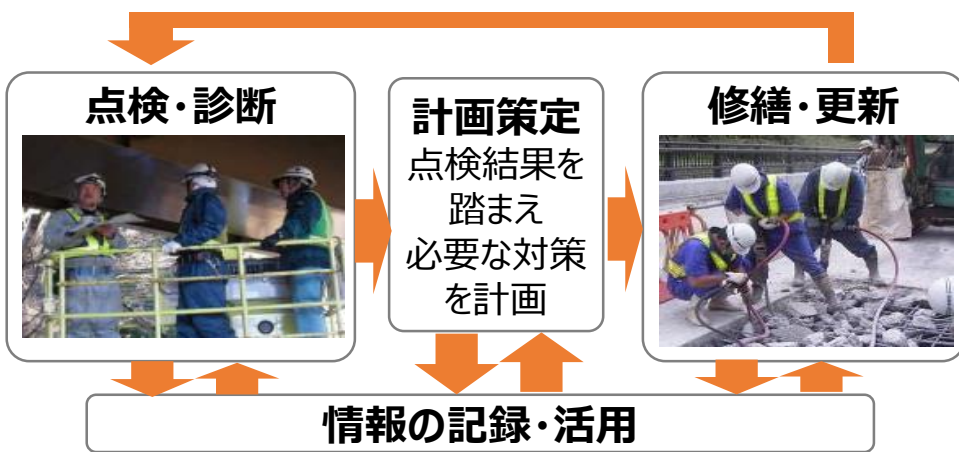 点検・診断
計画策定
点検結果を
踏まえ
必要な対策
を計画
修繕・更新
情報の記録・活用